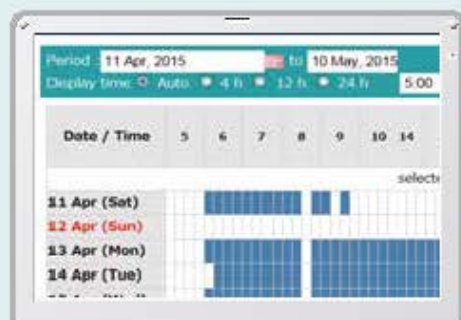 Period : 11 Apr, 2015 to 10 May, 2015
Display time Auto 4 h 12 h 24 h 5:00
Date / Time 5 6 7 8 9 10 14
11 Apr (Sat)
12 Apr (Sun)
13 Apr (Mon)
14 Apr (Tue)